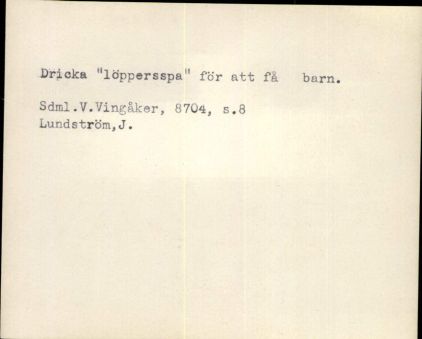 Dricka "löppersspa" för att få barn.
Sdml.V.Vingåker, 8704, s.8
Lundström,J.